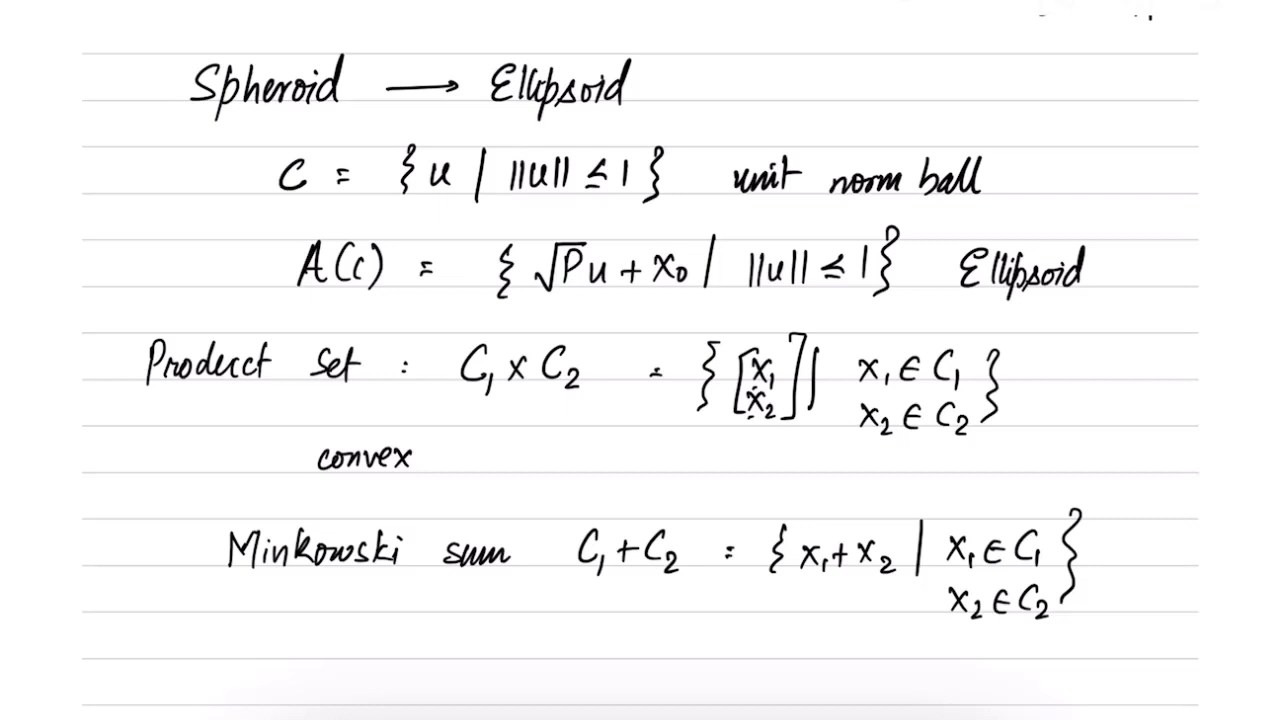 Spheroid ⟶ Ellipsoid
C = { u | ||u|| ≤ 1 } unit norm ball
A(C) = { √P u + x₀ | ||u|| ≤ 1 } Ellipsoid
Product Set : C₁ x C₂ = { [x₁ x₂] | x₁ ∈ C₁ x₂ ∈ C₂ }
convex
Minkowski sum C₁ + C₂ = { x₁ + x₂ | x₁ ∈ C₁ x₂ ∈ C₂ }